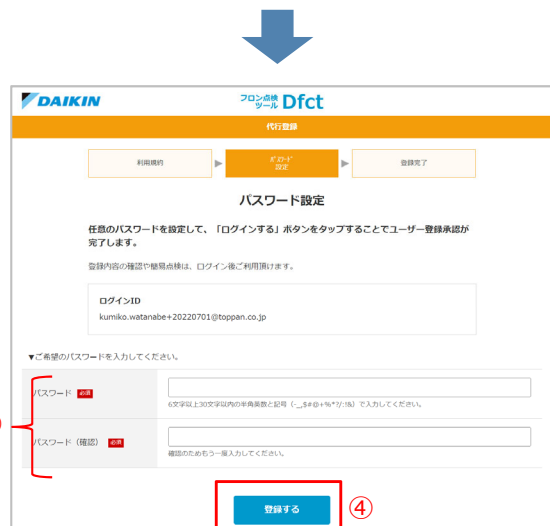 DAIKIN
フロン点検
ツール Dfct
代行登録
利用規約
パスワード
設定
登録完了
パスワード設定
任意のパスワードを設定して、「ログインする」ボタンをタップすることでユーザー登録承認が
完了します。
登録内容の確認や簡易点検は、ログイン後ご利用頂けます。
ログインID
kumiko.watanabe+20220701@toppan.co.jp
▼ご希望のパスワードを入力してください。
パスワード 必須
6文字以上30文字以内の半角英数と記号（-_,$#@+%*?/:!&）で入力してください。
パスワード（確認） 必須
確認のためもう一度入力してください。
登録する
④